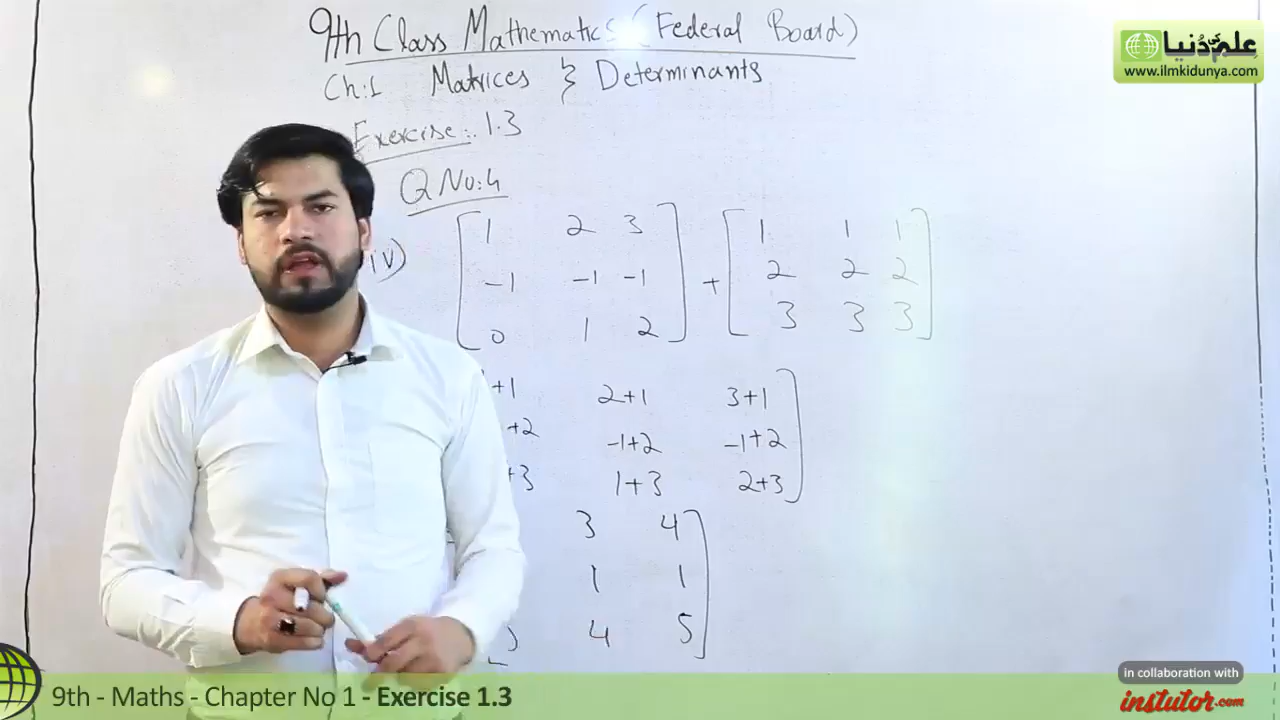 9th Class Mathematics (Federal Board)
Ch:1 Matrices & Determinants
Exercise: 1.3
Q No:4
iv) [1 2 3] + [1 1 1]
[-1 -1 -1] [2 2 2]
[0 1 2] [3 3 3]
+1 2+1 3+1]
+2 -1+2 -1+2
+3 1+3 2+3
3 4]
1 1
4 5
علم کی دُنیا
www.ilmkidunya.com
in collaboration with
instutor.com
9th - Maths - Chapter No 1 - Exercise 1.3